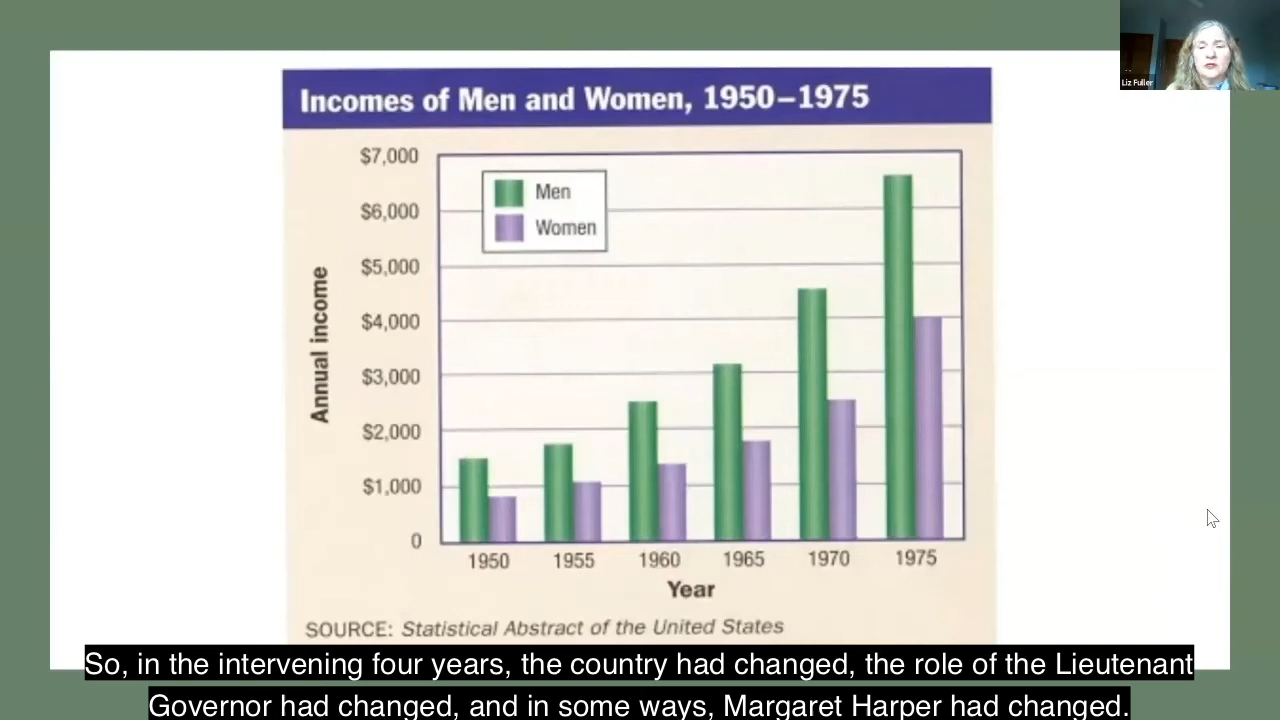 Liz Fuller
Incomes of Men and Women, 1950–1975
$7,000
Men
$6,000
Women
$5,000
$4,000
$3,000
$2,000
$1,000
0
Annual income
1950 1955 1960 1965 1970 1975
Year
SOURCE: Statistical Abstract of the United States
So, in the intervening four years, the country had changed, the role of the Lieutenant
Governor had changed, and in some ways, Margaret Harper had changed.